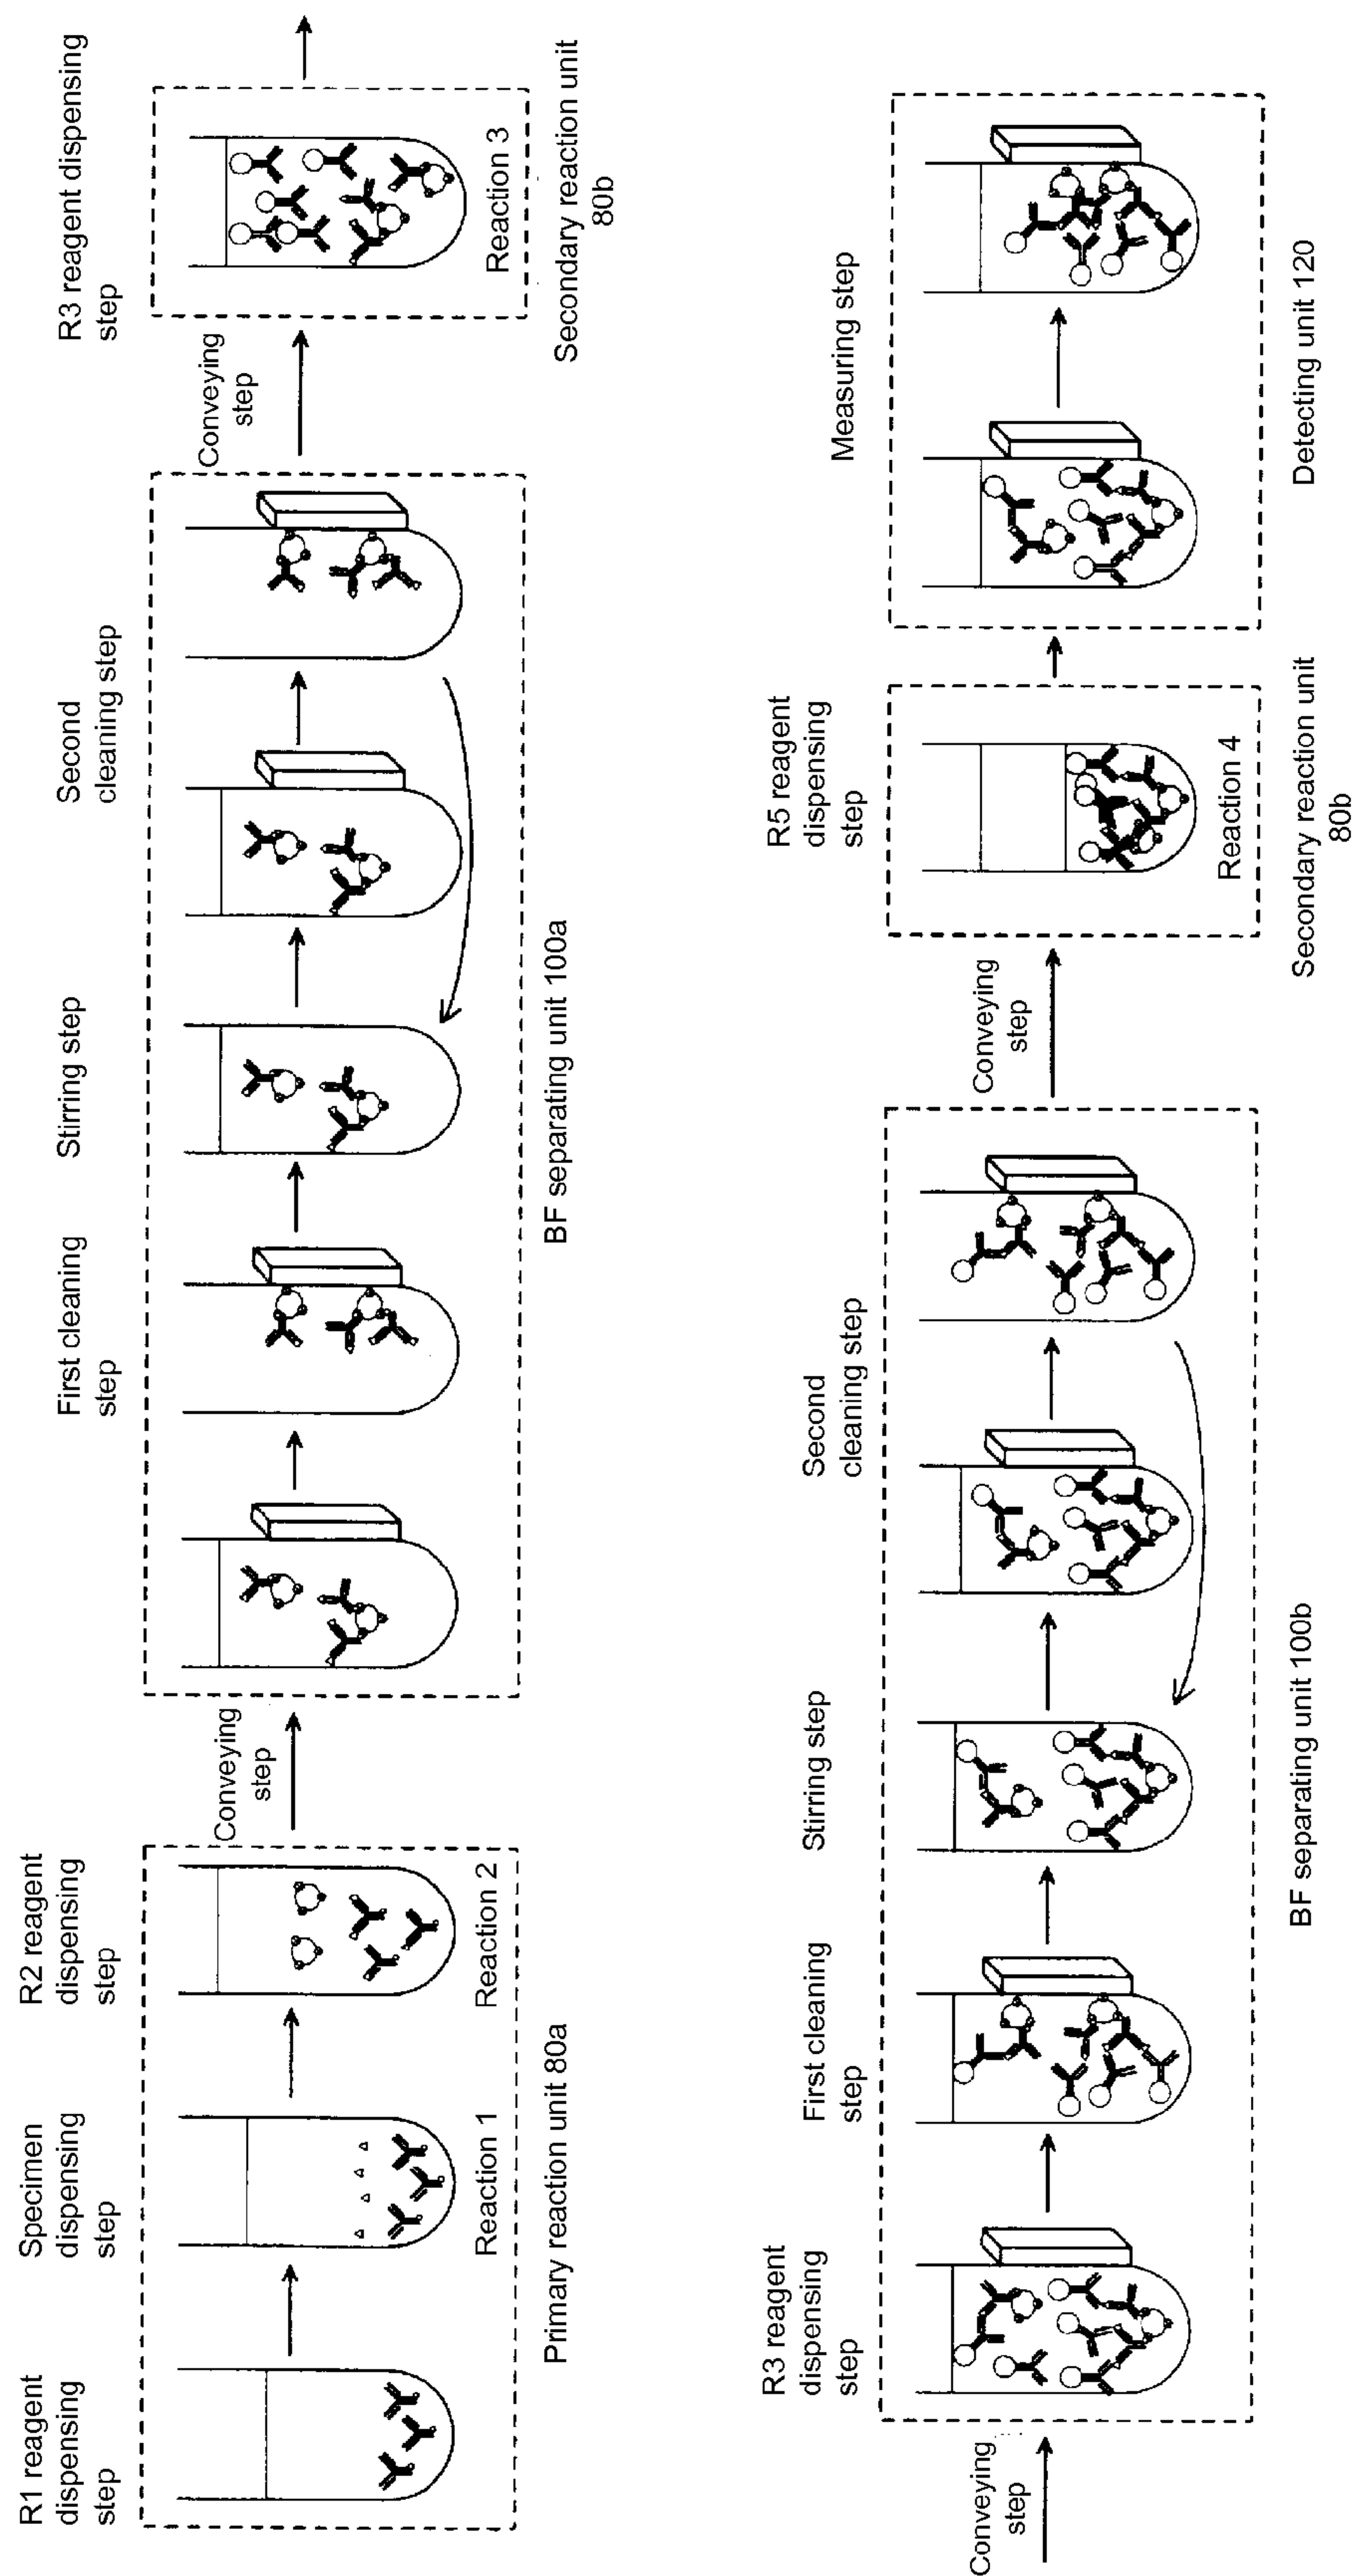 R1 reagent
dispensing
step
Specimen
dispensing
step
R2 reagent
dispensing
step
Reaction 1
Reaction 2
Primary reaction unit 80a
Conveying
step
First cleaning
step
Stirring step
Second
cleaning step
BF separating unit 100a
Conveying
step
R3 reagent dispensing
step
Reaction 3
Secondary reaction unit
80b
Conveying
step
R3 reagent
dispensing
step
First cleaning
step
Stirring step
Second
cleaning step
BF separating unit 100b
Conveying
step
R5 reagent
dispensing
step
Reaction 4
Secondary reaction unit
80b
Measuring step
Detecting unit 120